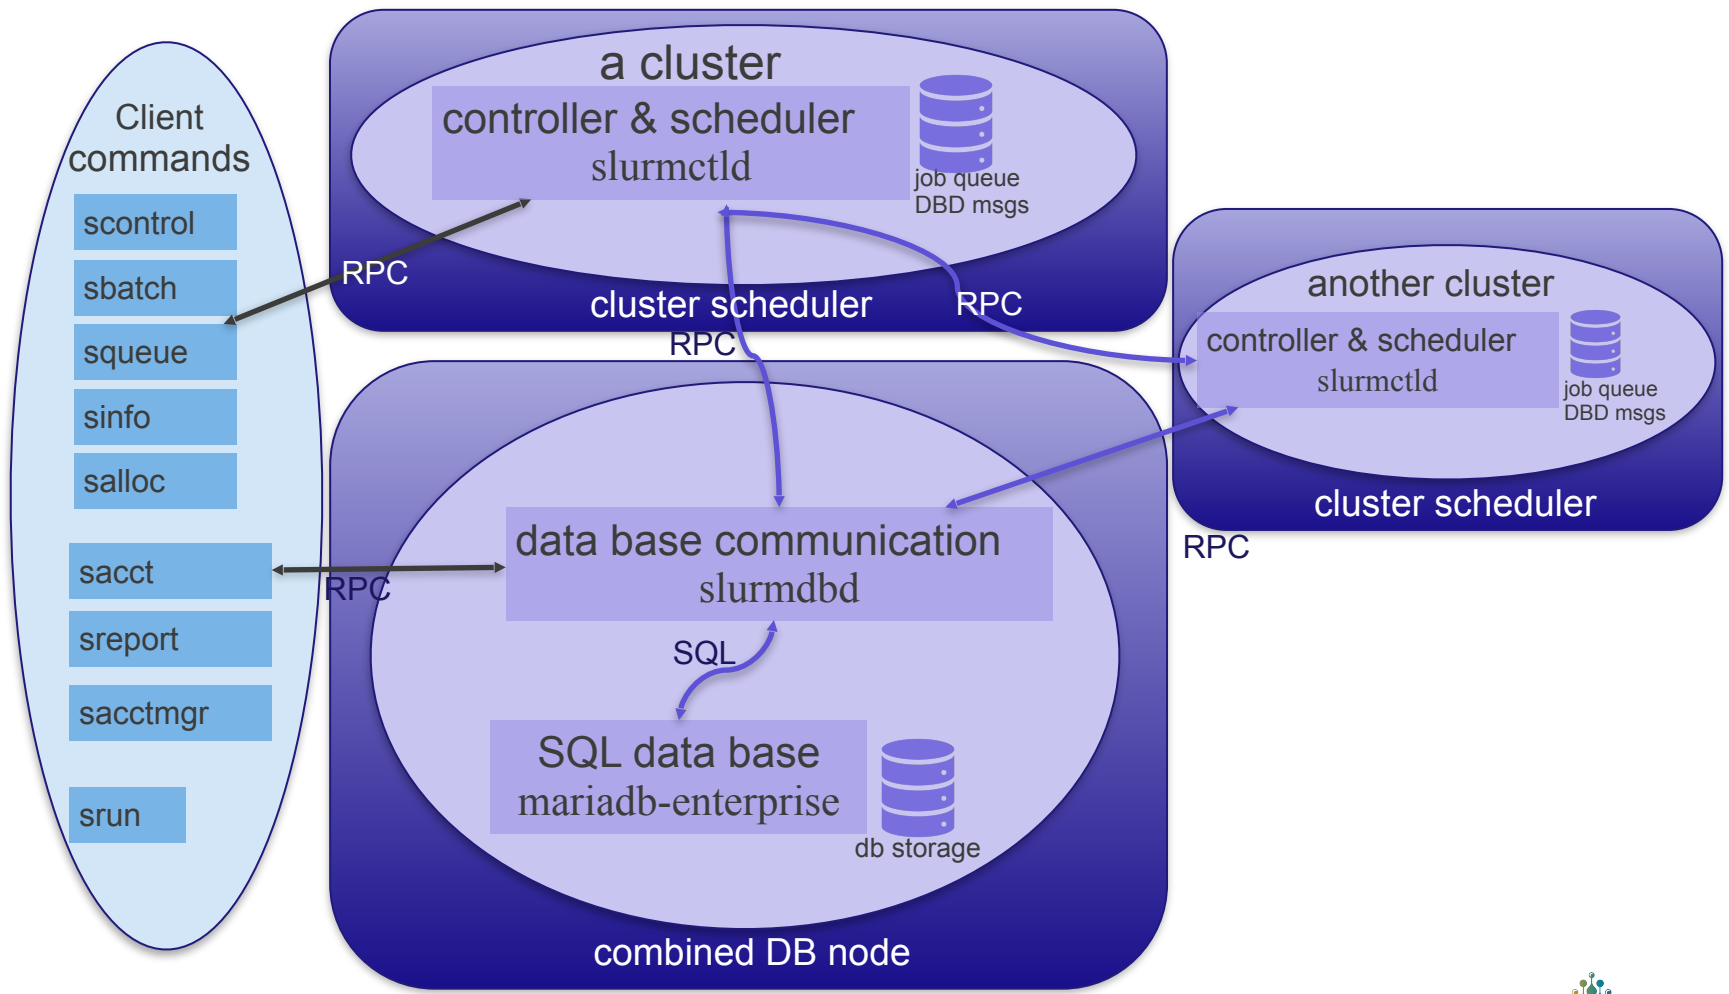 Client
commands
scontrol
sbatch
squeue
sinfo
salloc
sacct
sreport
sacctmgr
srun
a cluster
controller & scheduler
slurmctld
job queue
DBD msgs
RPC
cluster scheduler
RPC
RPC
another cluster
controller & scheduler
slurmctld
job queue
DBD msgs
cluster scheduler
RPC
data base communication
slurmdbd
RPC
SQL
SQL data base
mariadb-enterprise
db storage
combined DB node